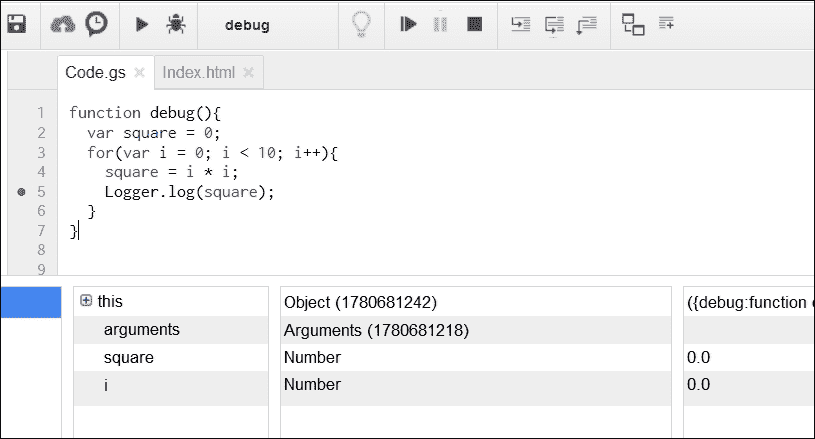 debug
Code.gs × Index.html ×
1 function debug(){
2 var square = 0;
3 for(var i = 0; i < 10; i++){
4 square = i * i;
5 Logger.log(square);
6 }
7 }
8
9
this Object (1780681242) ({debug:function
arguments Arguments (1780681218)
square Number 0.0
i Number 0.0